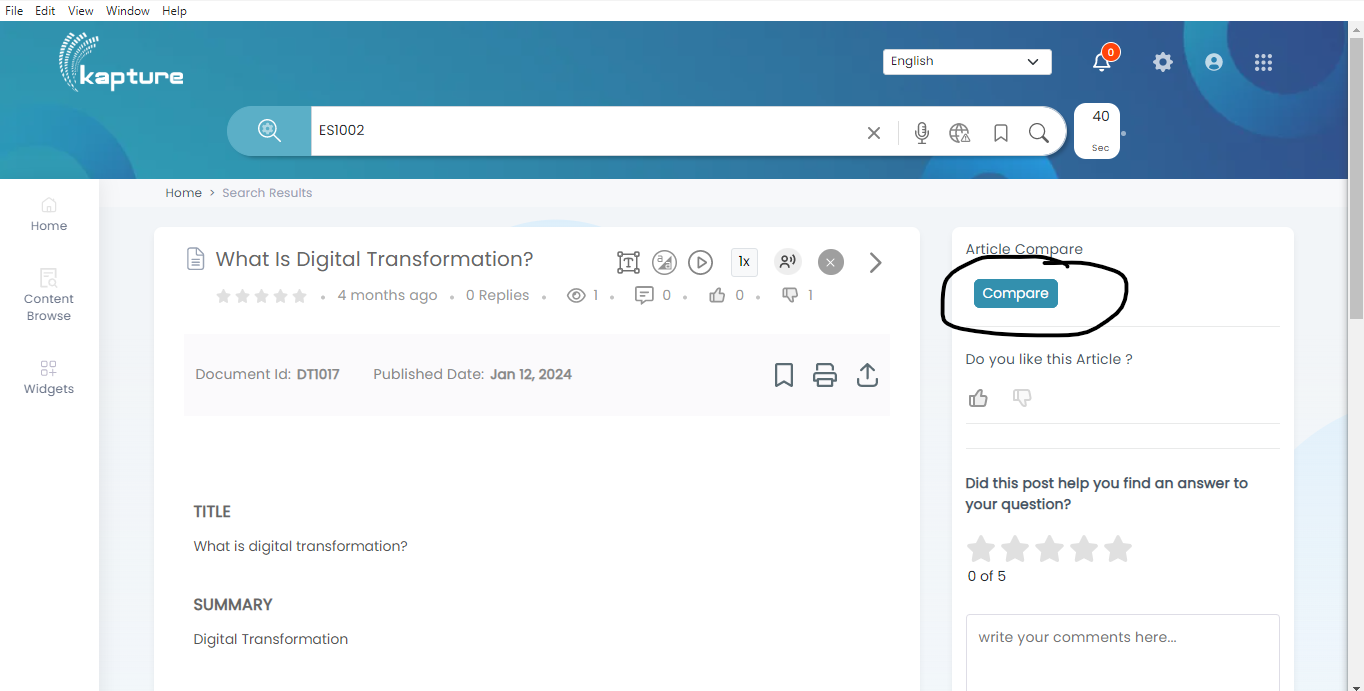 File Edit View Window Help
kapture
English
0
ES1002
40
Sec
Home > Search Results
Home
Content
Browse
Widgets
What Is Digital Transformation?
1x
4 months ago 0 Replies 1 0 0 1
Document Id: DT1017 Published Date: Jan 12, 2024
TITLE
What is digital transformation?
SUMMARY
Digital Transformation
Article Compare
Compare
Do you like this Article ?
Did this post help you find an answer to
your question?
0 of 5
write your comments here...